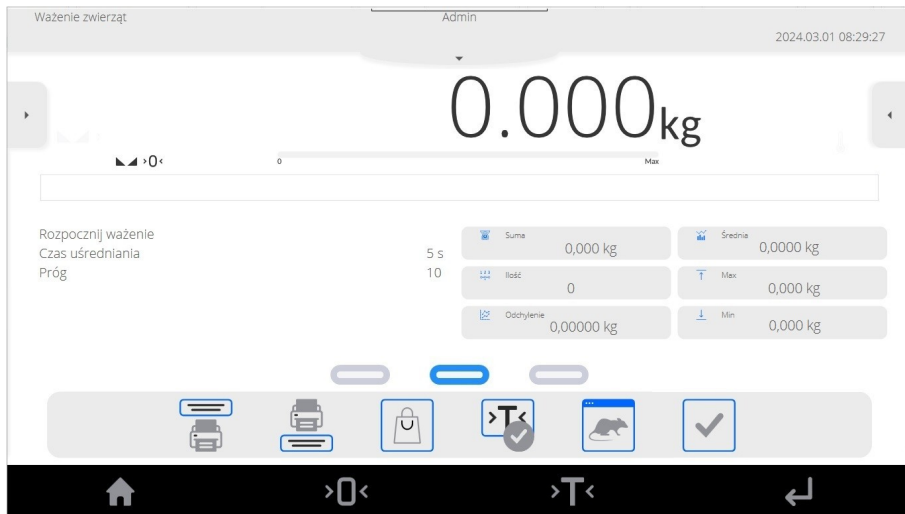 Ważenie zwierząt
Admin
2024.03.01 08:29:27
0.000kg
>0<
0
Max
Rozpocznij ważenie
Czas uśredniania 5 s
Próg 10
Suma
0,000 kg
Średnia
0,0000 kg
Ilość
0
Max
0,000 kg
Odchylenie
0,00000 kg
Min
0,000 kg
>T<
>0<
>T<